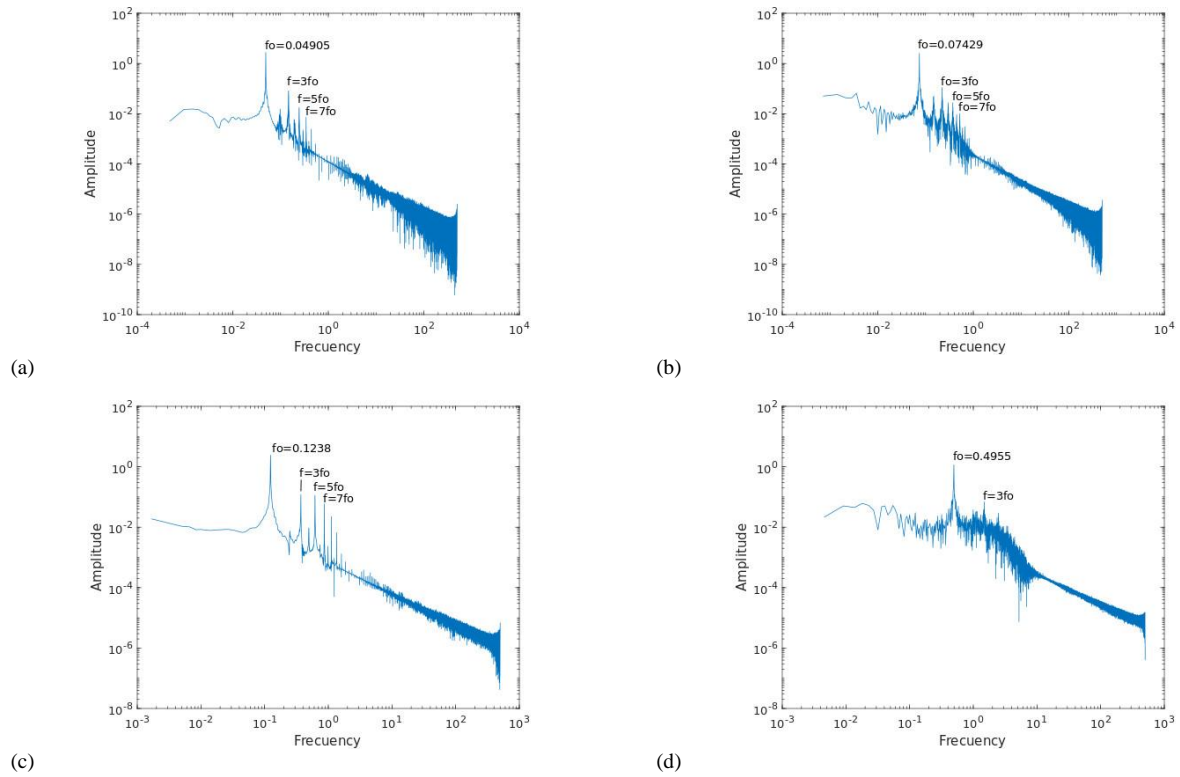 10^2
fo=0.04905
10^0
f=3fo
f=5fo
10^-2
f=7fo
Amplitude
10^-4
10^-6
10^-8
10^-10
10^-4
10^-2
10^0
10^2
10^4
Frecuency
(a)
10^2
fo=0.07429
10^0
fo=3fo
fo=5fo
10^-2
fo=7fo
Amplitude
10^-4
10^-6
10^-8
10^-10
10^-4
10^-2
10^0
10^2
10^4
Frecuency
(b)
10^2
fo=0.1238
10^0
f=3fo
f=5fo
f=7fo
10^-2
Amplitude
10^-4
10^-6
10^-8
10^-3
10^-2
10^-1
10^0
10^1
10^2
10^3
Frecuency
(c)
10^2
fo=0.4955
10^0
f=3fo
10^-2
Amplitude
10^-4
10^-6
10^-8
10^-3
10^-2
10^-1
10^0
10^1
10^2
10^3
Frecuency
(d)